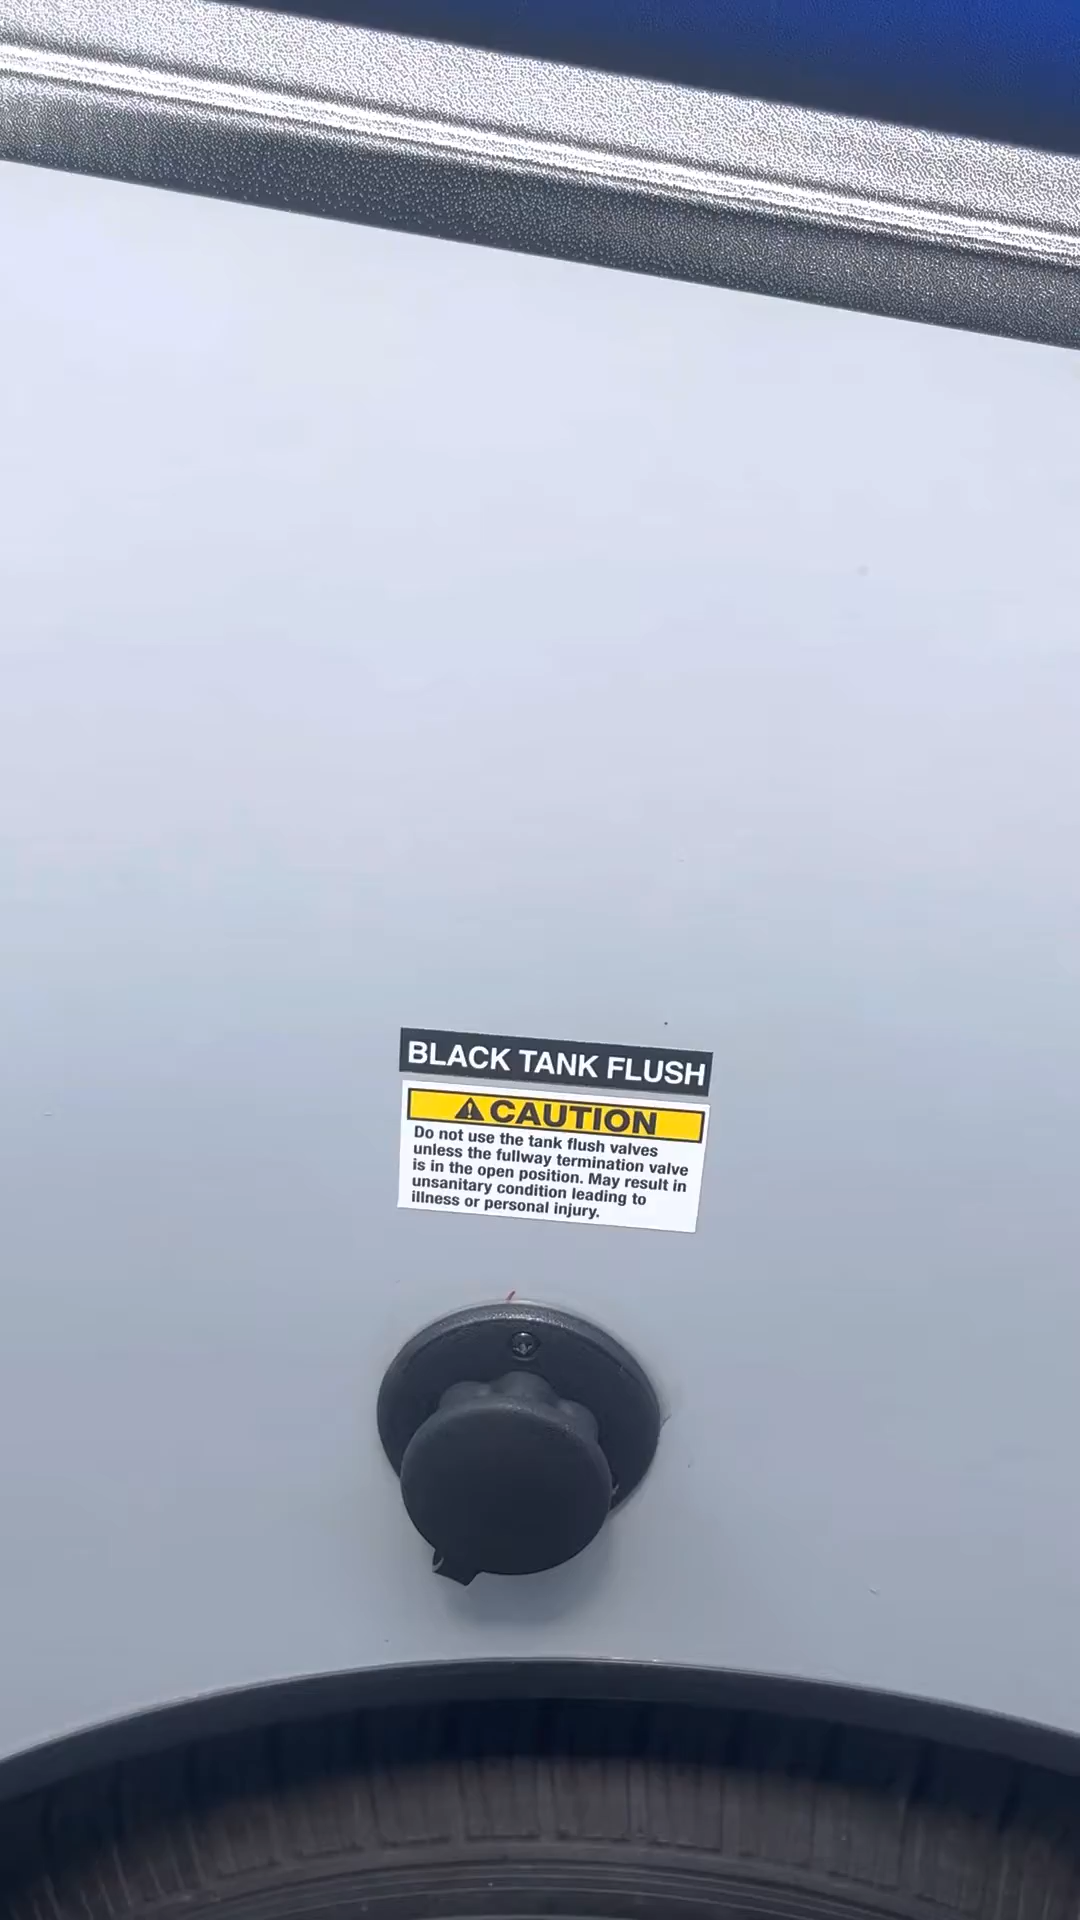 BLACK TANK FLUSH
CAUTION
Do not use the tank flush valves
unless the fullway termination valve
is in the open position. May result in
unsanitary condition leading to
illness or personal injury.